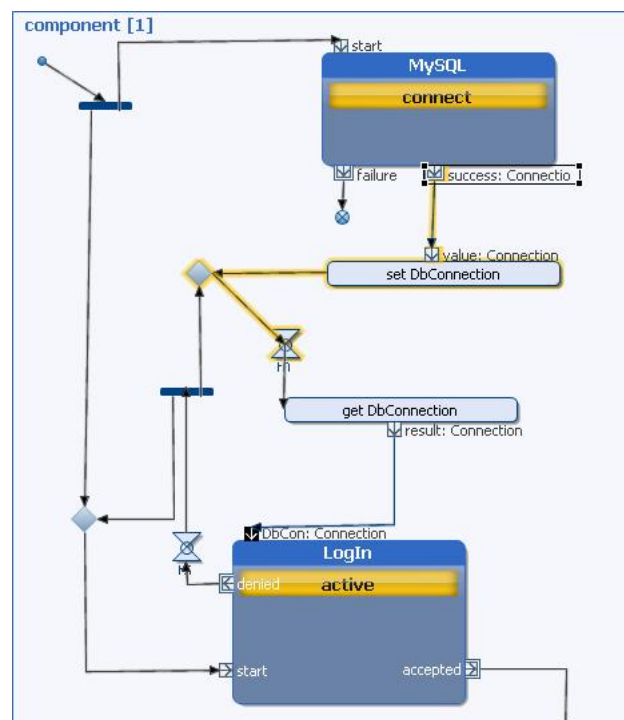 component [1]
start
MySQL
connect
failure
success: Connectio
value: Connection
set DbConnection
get DbConnection
result: Connection
DbCon: Connection
LogIn
denied
active
start
accepted